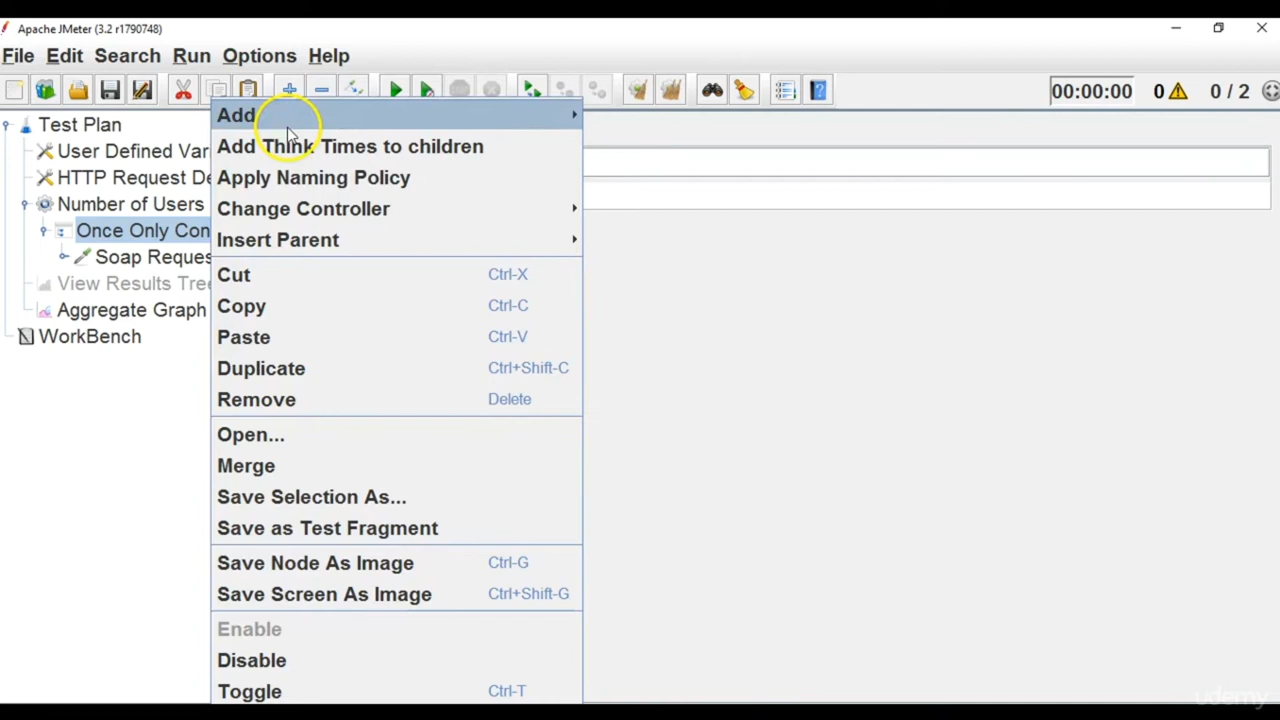 Apache JMeter (3.2 r1790748)
File Edit Search Run Options Help
00:00:00 0 0 / 2
Test Plan
User Defined Var
HTTP Request De
Number of Users
Once Only Con
Soap Reques
View Results Tre
Aggregate Graph
WorkBench
Add
Add Think Times to children
Apply Naming Policy
Change Controller
Insert Parent
Cut Ctrl-X
Copy Ctrl-C
Paste Ctrl-V
Duplicate Ctrl+Shift-C
Remove Delete
Open...
Merge
Save Selection As...
Save as Test Fragment
Save Node As Image Ctrl-G
Save Screen As Image Ctrl+Shift-G
Enable
Disable
Toggle Ctrl-T
udemy